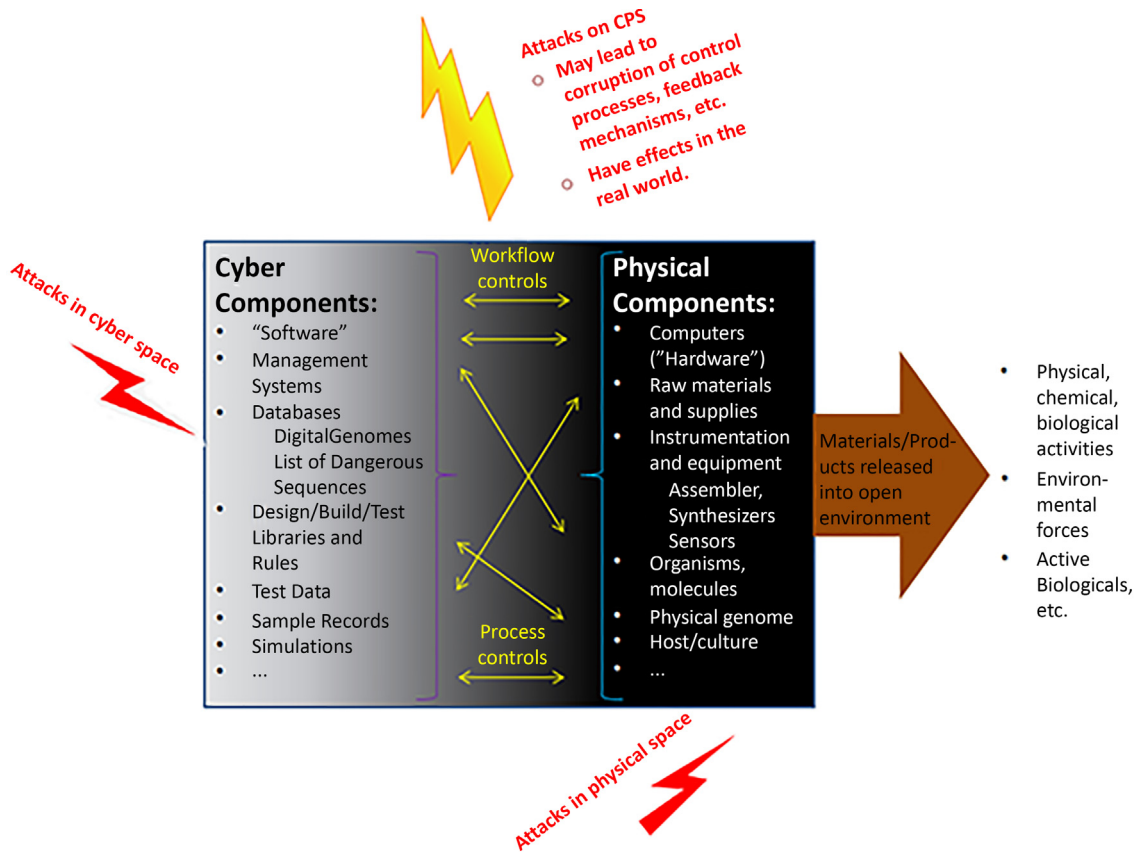 Attacks on CPS
May lead to
corruption of control
processes, feedback
mechanisms, etc.
Have effects in the
real world.
Attacks in cyber space
Cyber
Components:
“Software”
Management
Systems
Databases
DigitalGenomes
List of Dangerous
Sequences
Design/Build/Test
Libraries and
Rules
Test Data
Sample Records
Simulations
...
Workflow
controls
Process
controls
Physical
Components:
Computers
(”Hardware”)
Raw materials
and supplies
Instrumentation
and equipment
Assembler,
Synthesizers
Sensors
Organisms,
molecules
Physical genome
Host/culture
...
Materials/Prod-
ucts released
into open
environment
Physical,
chemical,
biological
activities
Environ-
mental
forces
Active
Biologicals,
etc.
Attacks in physical space